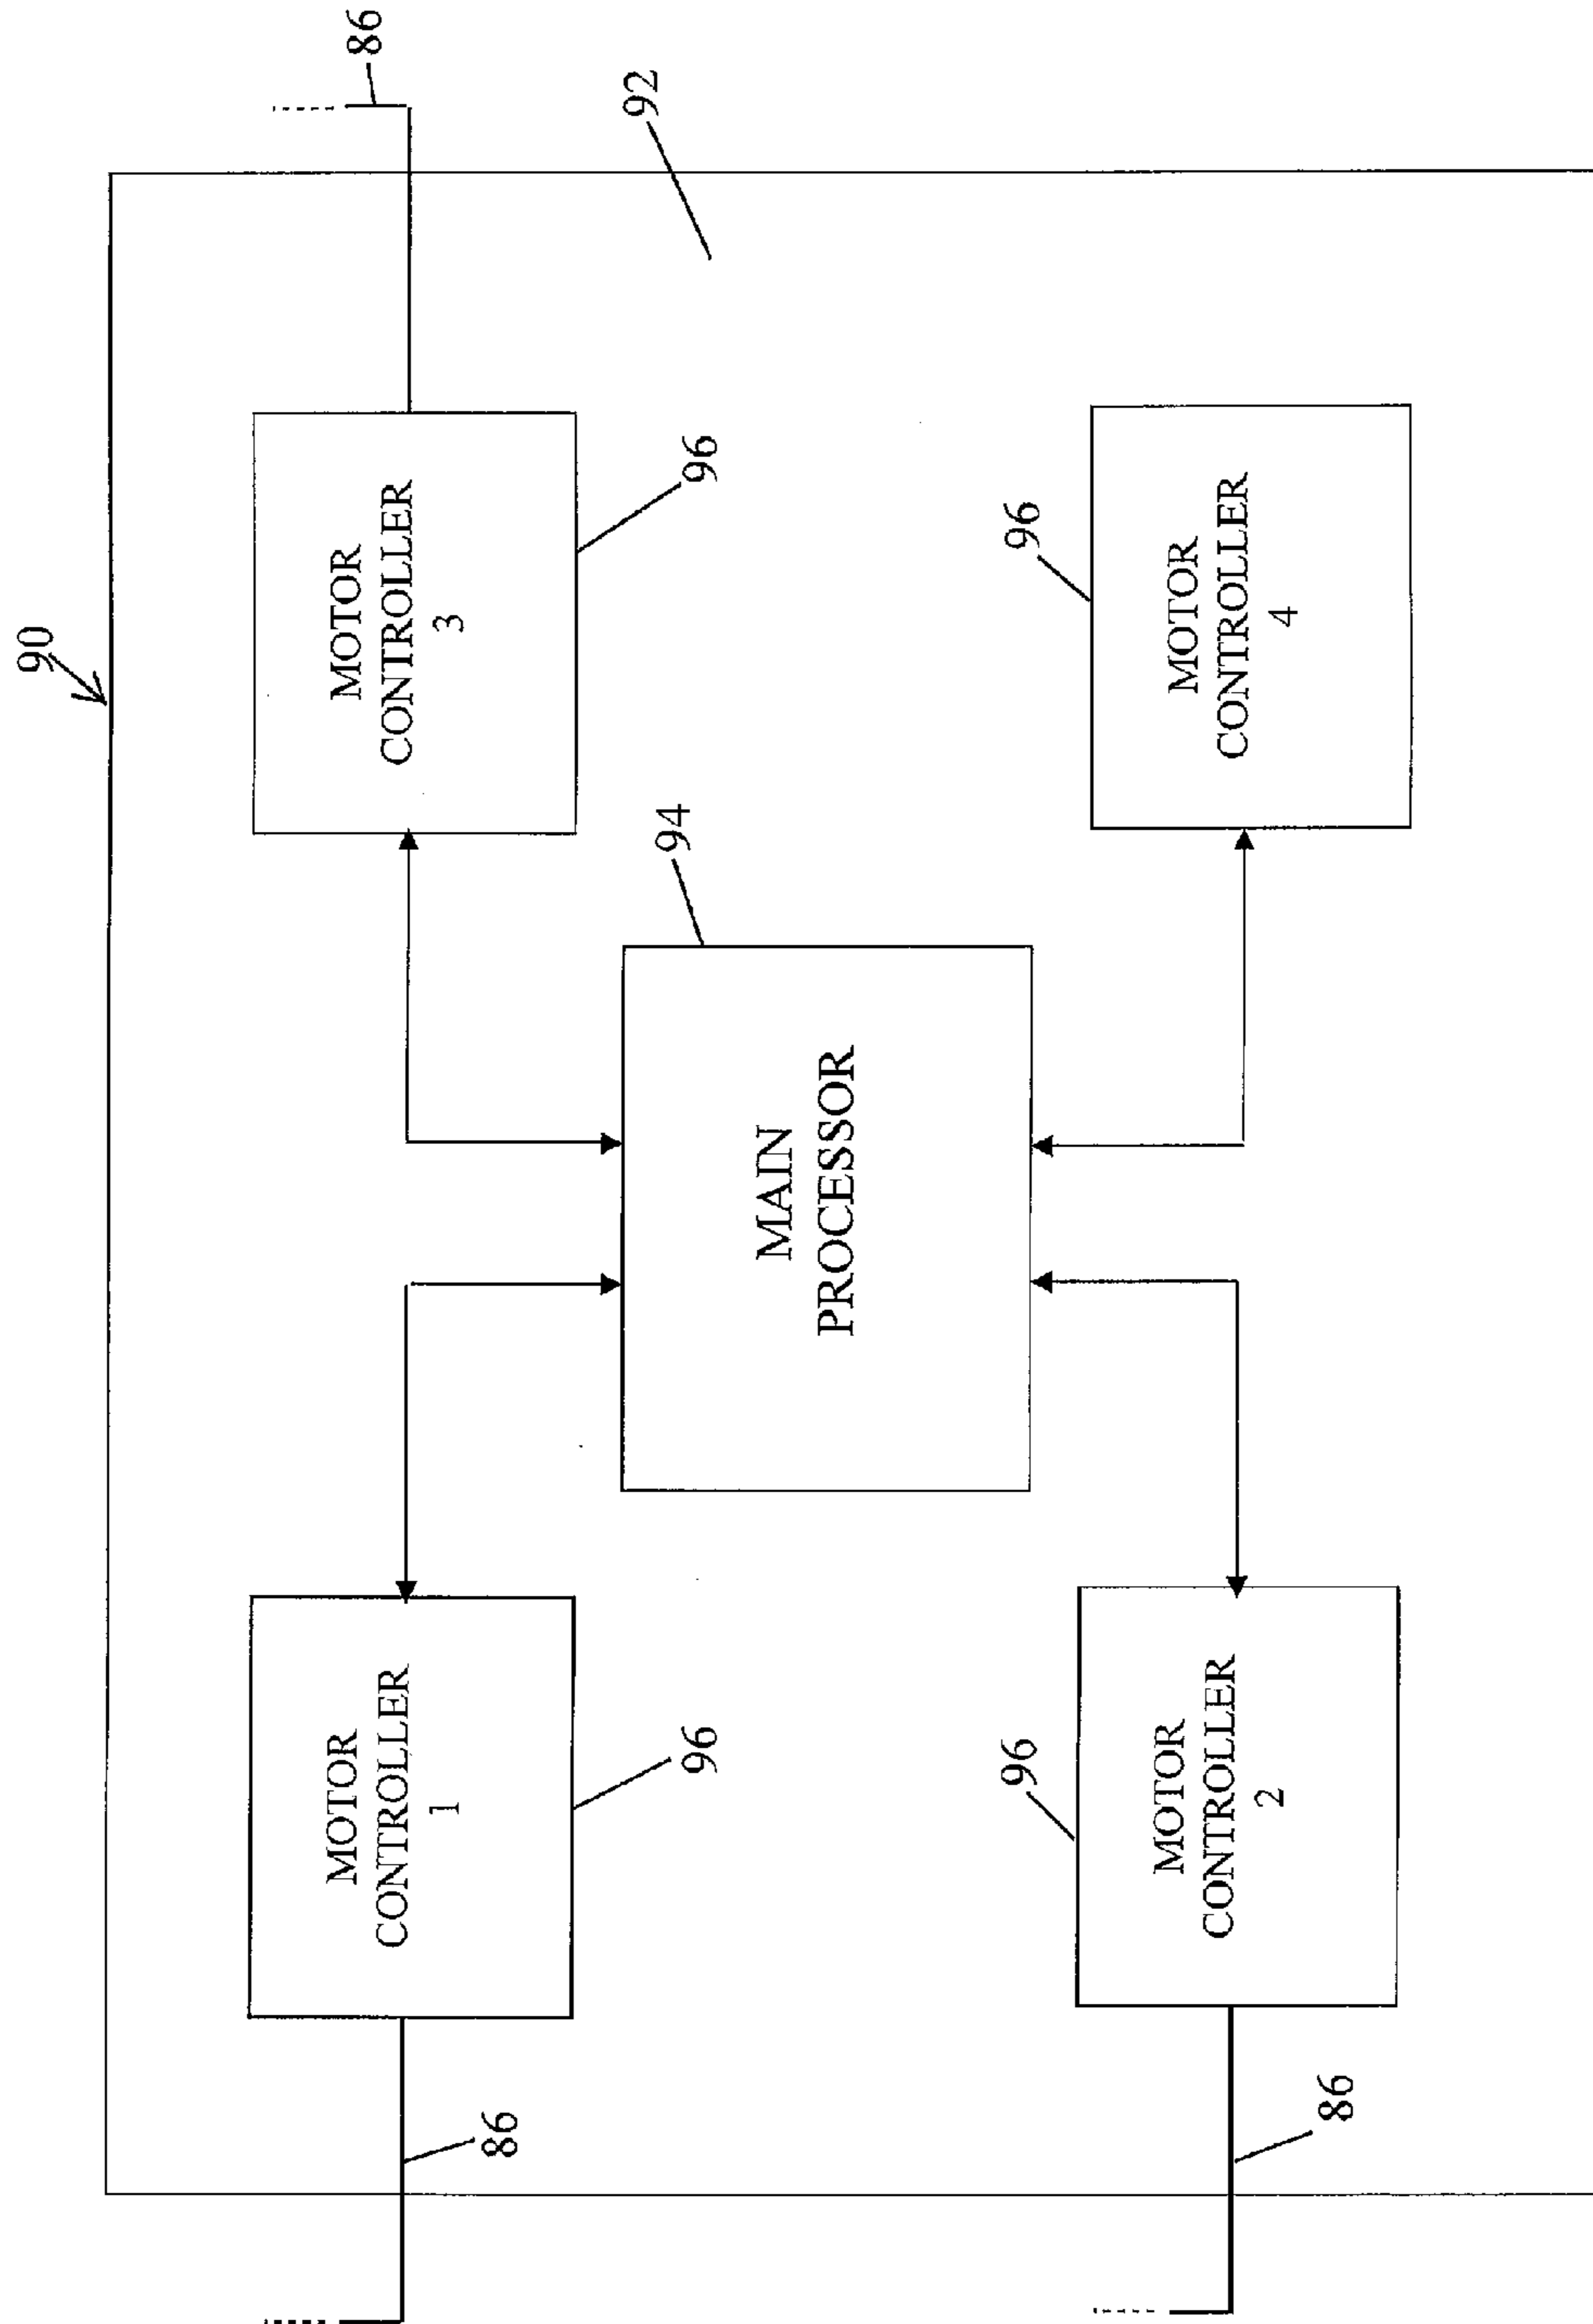 90
86
MOTOR
CONTROLLER
1
MOTOR
CONTROLLER
3
86
92
96
94
96
MAIN
PROCESSOR
96
96
MOTOR
CONTROLLER
2
MOTOR
CONTROLLER
4
86